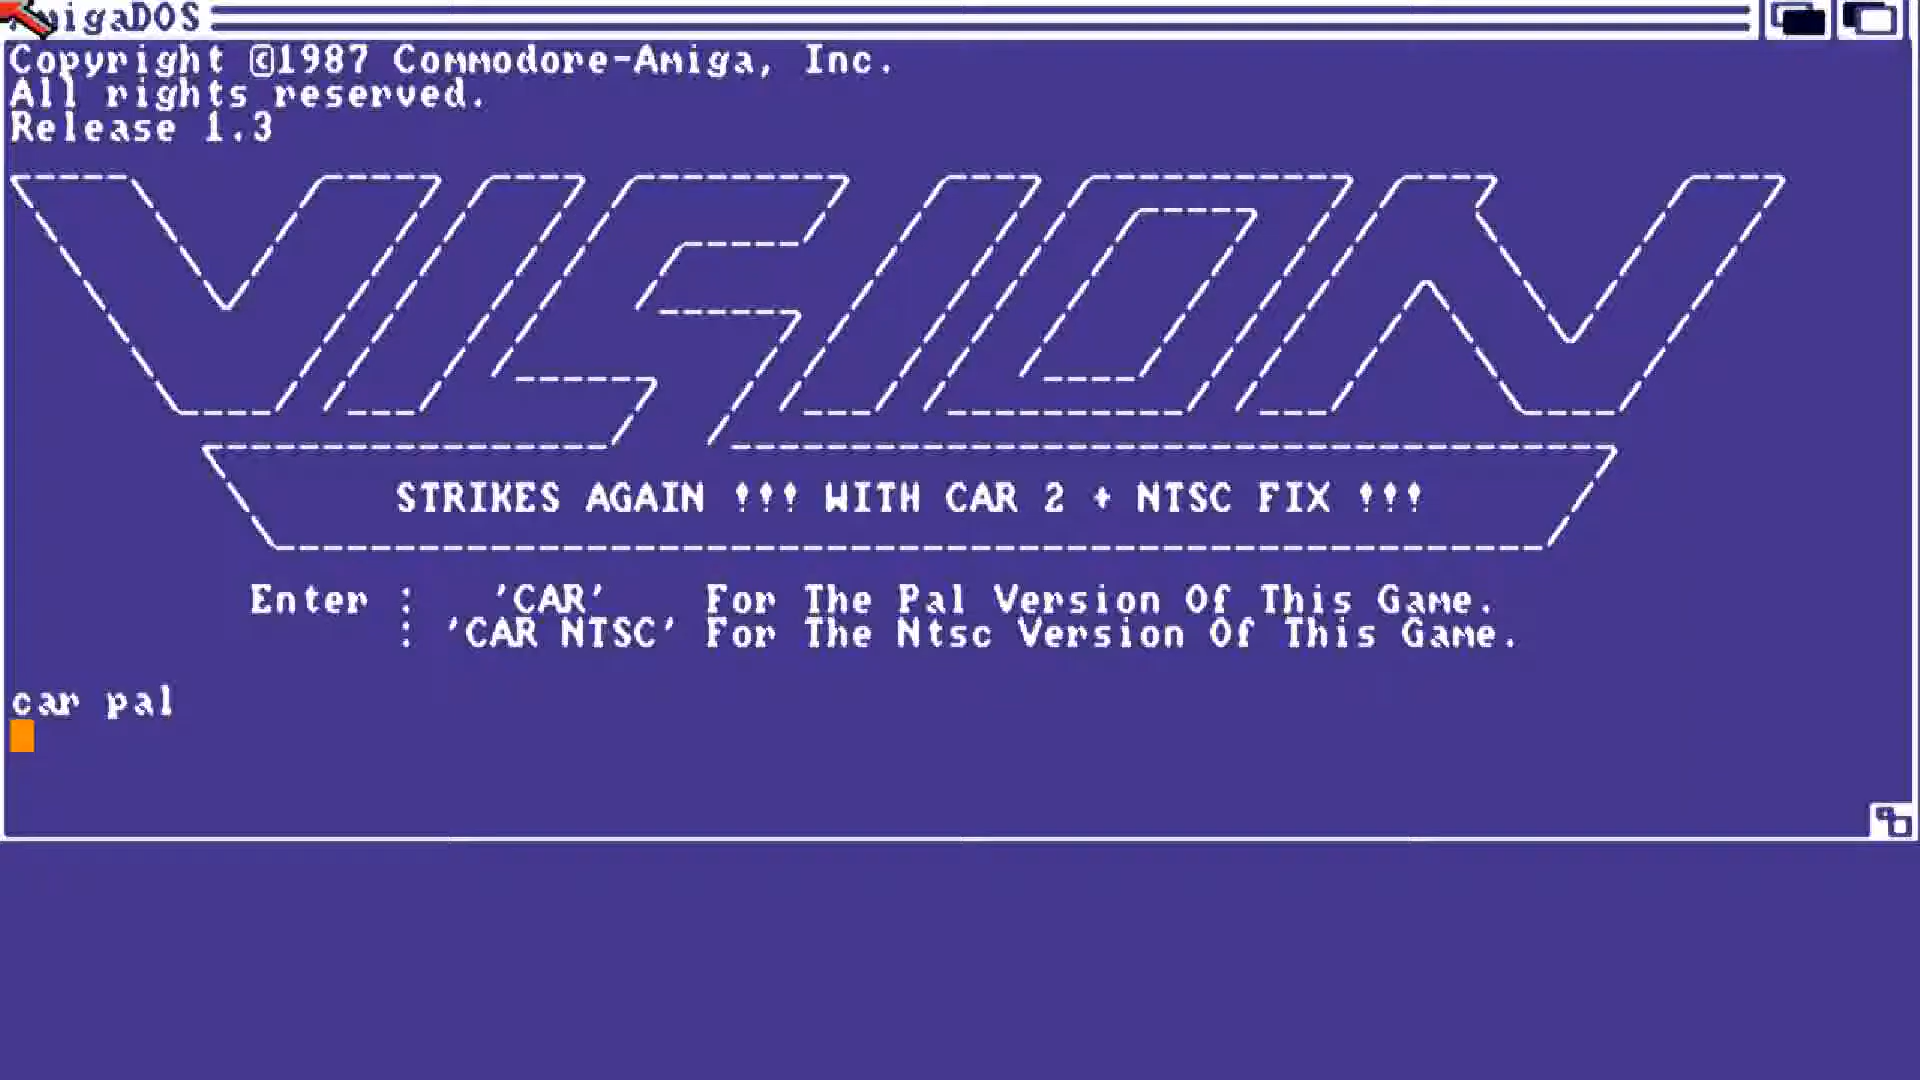 AmigaDOS
Copyright ©1987 Commodore-Amiga, Inc.
All rights reserved.
Release 1.3
VISION
STRIKES AGAIN !!! WITH CAR 2 + NTSC FIX !!!
Enter : 'CAR' For The Pal Version Of This Game.
: 'CAR NTSC' For The Ntsc Version Of This Game.
car pal